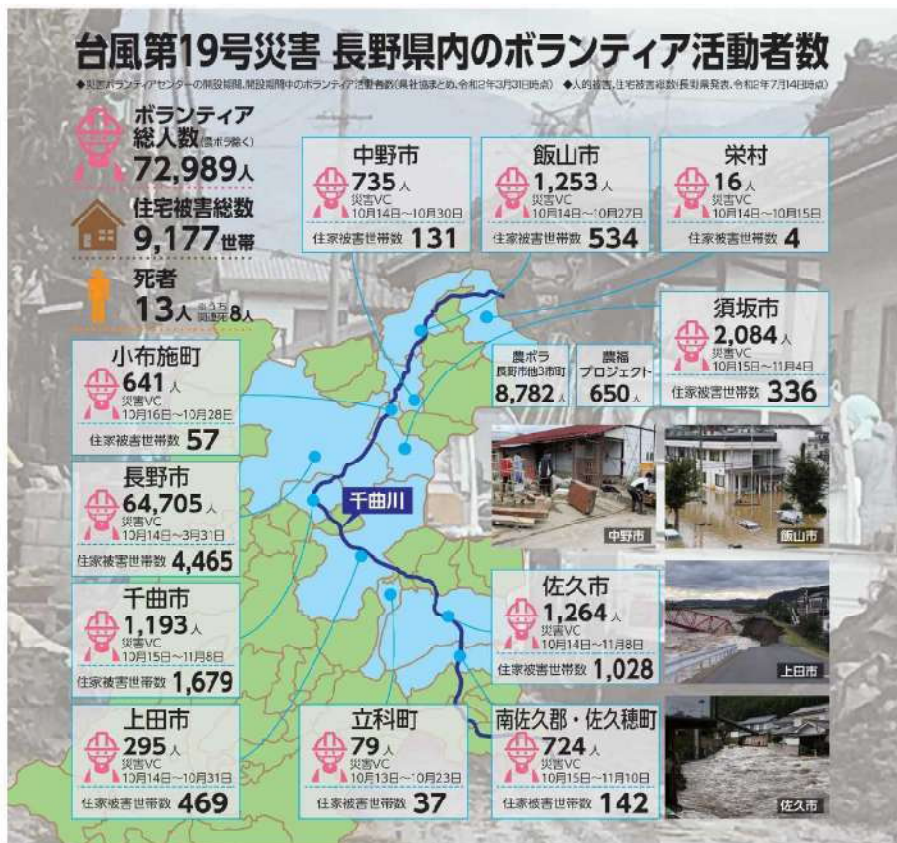 台風第19号災害 長野県内のボランティア活動者数
◆災害ボランティアセンターの開設期間、開設期間中のボランティア活動者数(県社協まとめ、令和2年3月31日時点) ◆人的被害、住宅被害総数(長野県発表、令和2年7月14日時点)
ボランティア
総人数(農ボラ除く)
72,989人
住宅被害総数
9,177世帯
死者
13人 ※うち関連死8人
中野市
735人
災害VC
10月14日～10月30日
住家被害世帯数 131
飯山市
1,253人
災害VC
10月14日～10月27日
住家被害世帯数 534
栄村
16人
災害VC
10月14日～10月15日
住家被害世帯数 4
須坂市
2,084人
災害VC
10月15日～11月4日
住家被害世帯数 336
農ボラ
長野市他3市町
8,782人
農福
プロジェクト
650人
小布施町
641人
災害VC
10月16日～10月28日
住家被害世帯数 57
長野市
64,705人
災害VC
10月14日～3月31日
住家被害世帯数 4,465
千曲市
1,193人
災害VC
10月15日～11月8日
住家被害世帯数 1,679
上田市
295人
災害VC
10月14日～10月31日
住家被害世帯数 469
立科町
79人
災害VC
10月13日～10月23日
住家被害世帯数 37
佐久市
1,264人
災害VC
10月14日～11月8日
住家被害世帯数 1,028
南佐久郡・佐久穂町
724人
災害VC
10月15日～11月10日
住家被害世帯数 142
千曲川
中野市
飯山市
上田市
佐久市